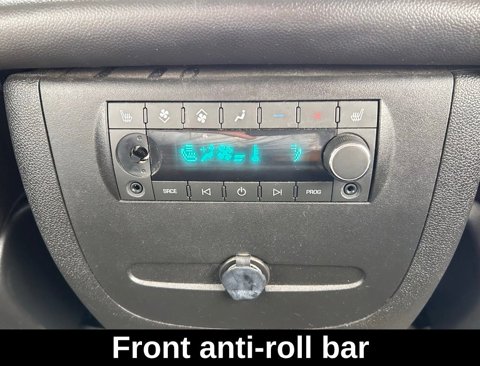 SRCE
PROG
Front anti-roll bar